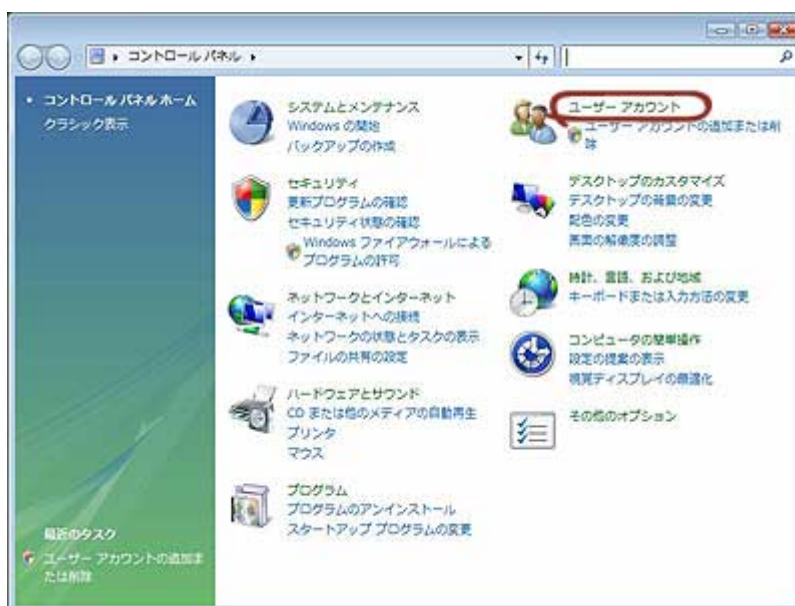 コントロール パネル
コントロール パネル ホーム
クラシック表示
システムとメンテナンス
Windows の開始
バックアップの作成
セキュリティ
更新プログラムの確認
セキュリティ状態の確認
Windows ファイアウォールによる
プログラムの許可
ネットワークとインターネット
インターネットへの接続
ネットワークの状態とタスクの表示
ファイルの共有の設定
ハードウェアとサウンド
CD または他のメディアの自動再生
プリンタ
マウス
プログラム
プログラムのアンインストール
スタートアップ プログラムの変更
ユーザー アカウント
ユーザー アカウントの追加または削
除
デスクトップのカスタマイズ
デスクトップの背景の変更
配色の変更
画面の解像度の調整
時計、言語、および地域
キーボードまたは入力方法の変更
コンピュータの簡単操作
設定の提案の表示
視覚ディスプレイの最適化
その他のオプション
最近のタスク
ユーザー アカウントの追加ま
たは削除